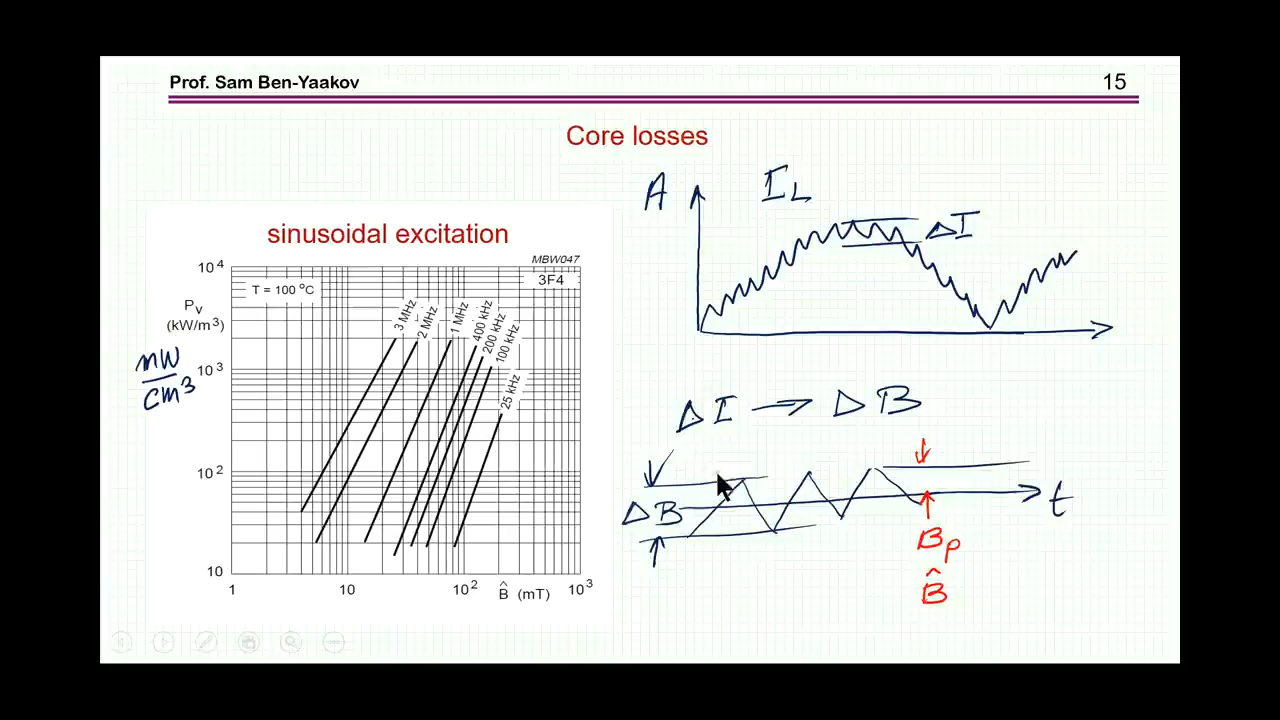 Prof. Sam Ben-Yaakov
15
Core losses
sinusoidal excitation
MBW047
3F4
T = 100 °C
Pv
(kW/m³)
mW
cm³
10⁴
10³
10²
10
1
10
10²
10³
B̂ (mT)
3 MHz
2 MHz
1 MHz
400 kHz
200 kHz
100 kHz
25 kHz
A
I_L
ΔI
ΔI → ΔB
ΔB
t
Bp
B̂